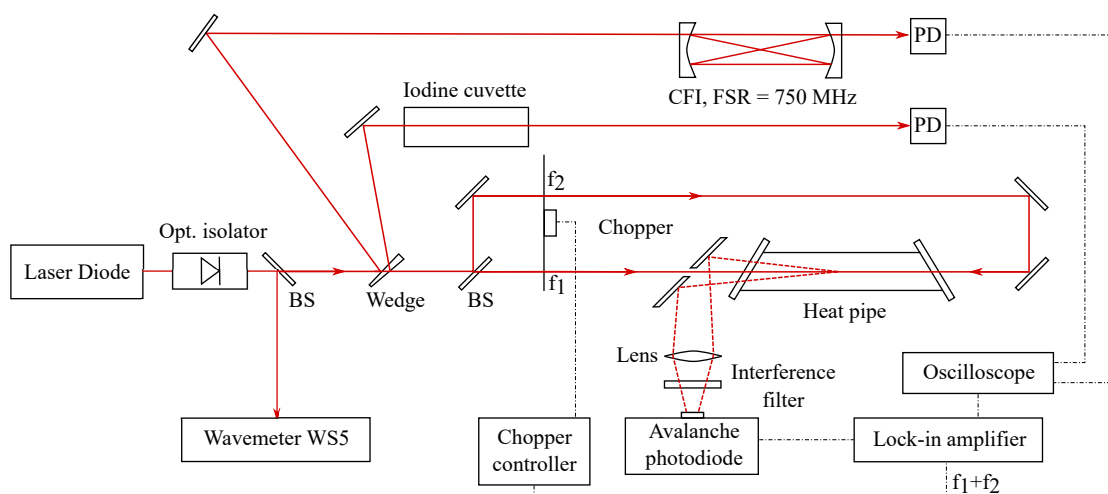 PD
CFI, FSR = 750 MHz
Iodine cuvette
PD
f2
Chopper
Opt. isolator
Laser Diode
BS
Wedge
BS
f1
Heat pipe
Lens
Interference
filter
Oscilloscope
Wavemeter WS5
Chopper
controller
Avalanche
photodiode
Lock-in amplifier
f1+f2